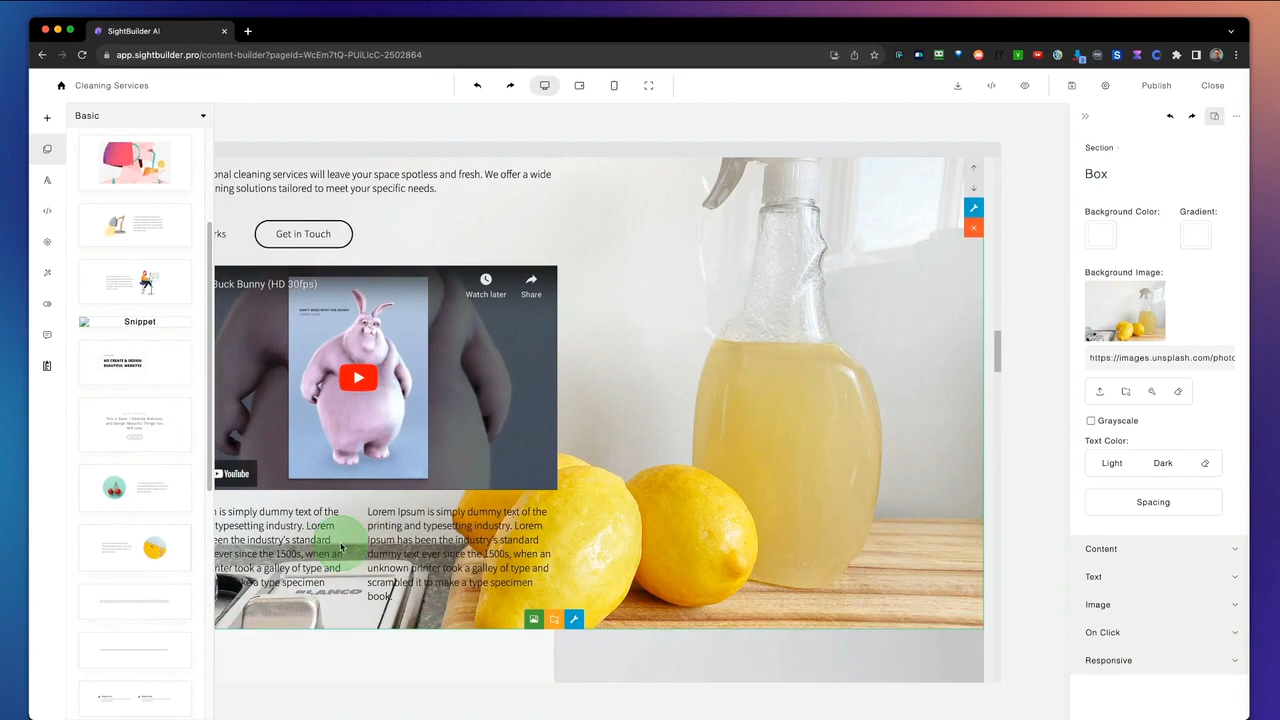 SightBuilder AI
app.sightbuilder.pro/content-builder?pageId=WcEm7tQ-PUiLlcC-2502864
Cleaning Services
Publish
Close
Basic
Snippet
WE CREATE & DESIGN
BEAUTIFUL WEBSITES
onal cleaning services will leave your space spotless and fresh. We offer a wide
ning solutions tailored to meet your specific needs.
rks
Get in Touch
Buck Bunny (HD 30fps)
Watch later
Share
YouTube
n is simply dummy text of the
typesetting industry. Lorem
een the industry's standard
ever since the 1500s, when an
nter took a galley of type and
ke a type specimen
Lorem Ipsum is simply dummy text of the
printing and typesetting industry. Lorem
Ipsum has been the industry's standard
dummy text ever since the 1500s, when an
unknown printer took a galley of type and
scrambled it to make a type specimen
book.
BLANCO
Section
Box
Background Color:
Gradient:
Background Image:
https://images.unsplash.com/photo
Grayscale
Text Color:
Light
Dark
Spacing
Content
Text
Image
On Click
Responsive